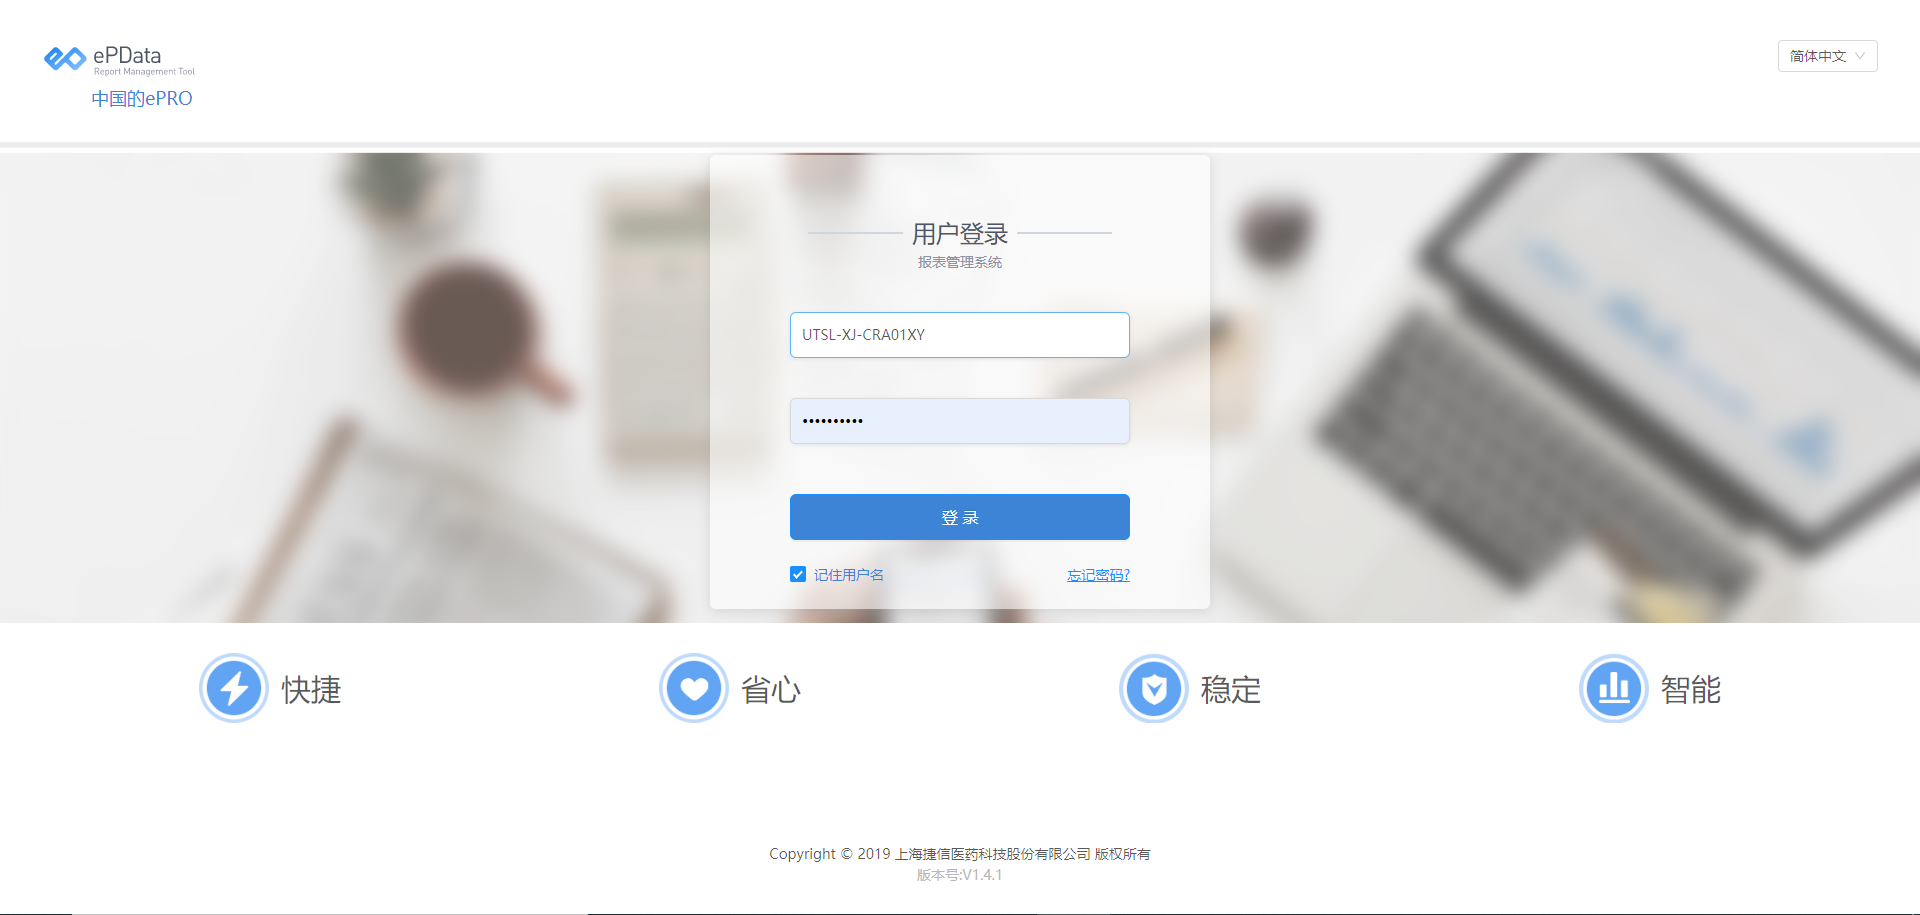 ePData
Report Management Tool
中国的ePRO
简体中文
用户登录
报表管理系统
UTSL-XJ-CRA01XY
••••••••••
登 录
记住用户名
忘记密码?
快捷
省心
稳定
智能
Copyright © 2019 上海捷信医药科技股份有限公司 版权所有
版本号:V1.4.1